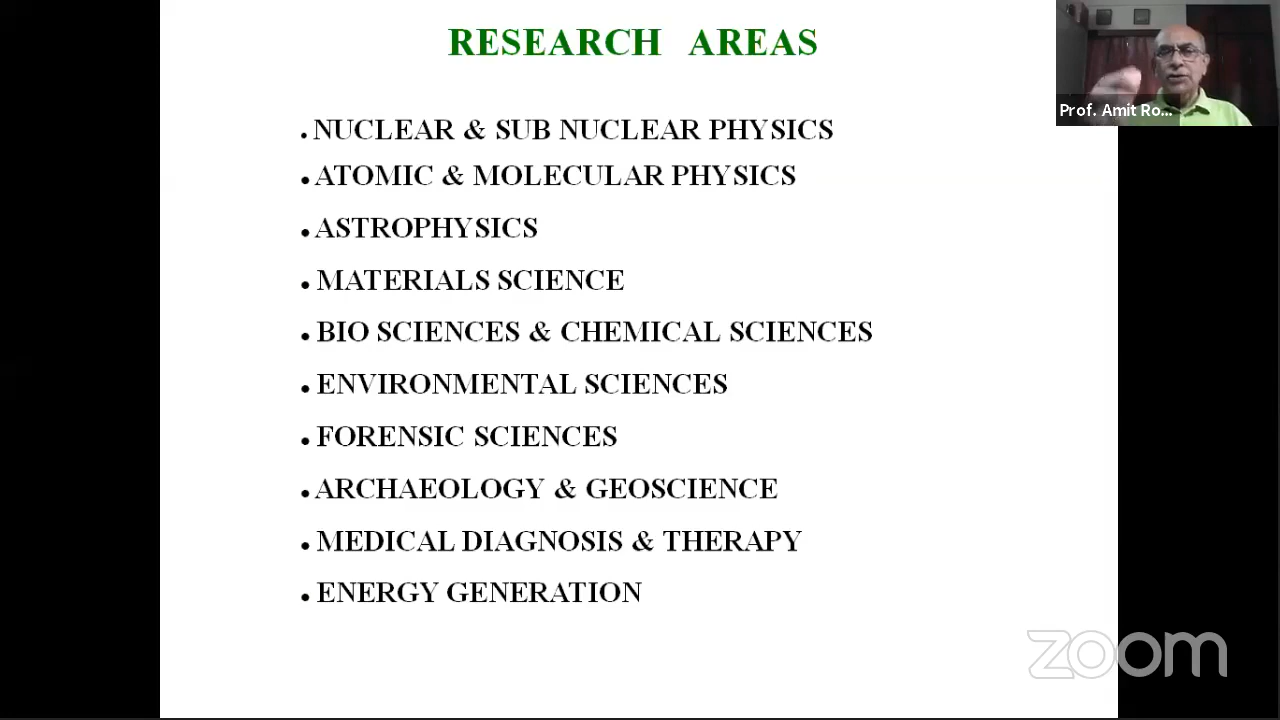 RESEARCH AREAS
Prof. Amit Ro...
• NUCLEAR & SUB NUCLEAR PHYSICS
• ATOMIC & MOLECULAR PHYSICS
• ASTROPHYSICS
• MATERIALS SCIENCE
• BIO SCIENCES & CHEMICAL SCIENCES
• ENVIRONMENTAL SCIENCES
• FORENSIC SCIENCES
• ARCHAEOLOGY & GEOSCIENCE
• MEDICAL DIAGNOSIS & THERAPY
• ENERGY GENERATION
zoom